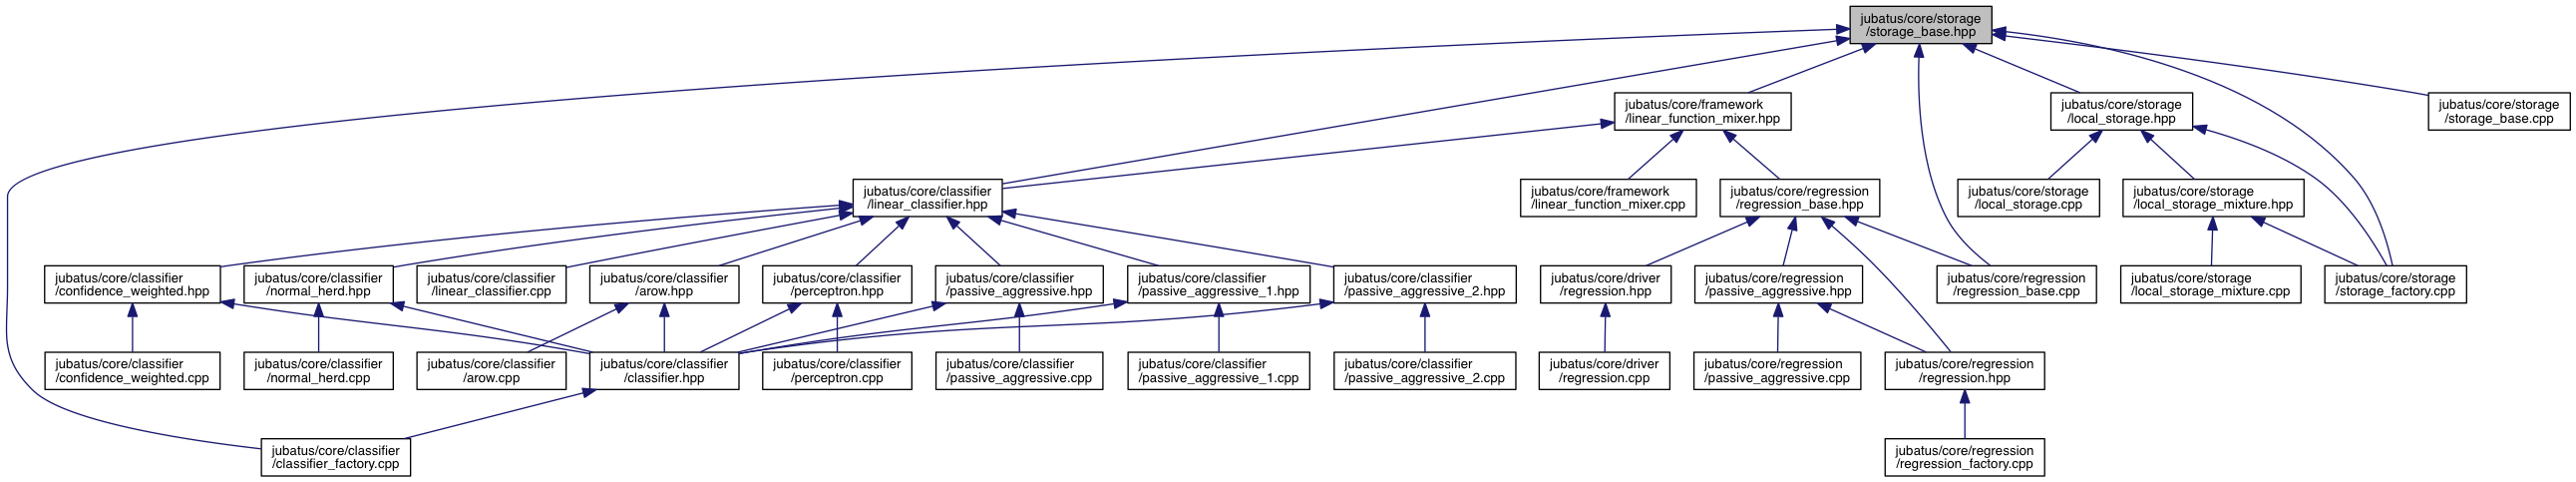 jubatus/core/storage
/storage_base.hpp
jubatus/core/framework
/linear_function_mixer.hpp
jubatus/core/storage
/local_storage.hpp
jubatus/core/storage
/storage_base.cpp
jubatus/core/classifier
/linear_classifier.hpp
jubatus/core/framework
/linear_function_mixer.cpp
jubatus/core/regression
/regression_base.hpp
jubatus/core/storage
/local_storage.cpp
jubatus/core/storage
/local_storage_mixture.hpp
jubatus/core/classifier
/confidence_weighted.hpp
jubatus/core/classifier
/normal_herd.hpp
jubatus/core/classifier
/linear_classifier.cpp
jubatus/core/classifier
/arow.hpp
jubatus/core/classifier
/perceptron.hpp
jubatus/core/classifier
/passive_aggressive.hpp
jubatus/core/classifier
/passive_aggressive_1.hpp
jubatus/core/classifier
/passive_aggressive_2.hpp
jubatus/core/driver
/regression.hpp
jubatus/core/regression
/passive_aggressive.hpp
jubatus/core/regression
/regression_base.cpp
jubatus/core/storage
/local_storage_mixture.cpp
jubatus/core/storage
/storage_factory.cpp
jubatus/core/classifier
/confidence_weighted.cpp
jubatus/core/classifier
/normal_herd.cpp
jubatus/core/classifier
/arow.cpp
jubatus/core/classifier
/classifier.hpp
jubatus/core/classifier
/perceptron.cpp
jubatus/core/classifier
/passive_aggressive.cpp
jubatus/core/classifier
/passive_aggressive_1.cpp
jubatus/core/classifier
/passive_aggressive_2.cpp
jubatus/core/driver
/regression.cpp
jubatus/core/regression
/passive_aggressive.cpp
jubatus/core/regression
/regression.hpp
jubatus/core/classifier
/classifier_factory.cpp
jubatus/core/regression
/regression_factory.cpp